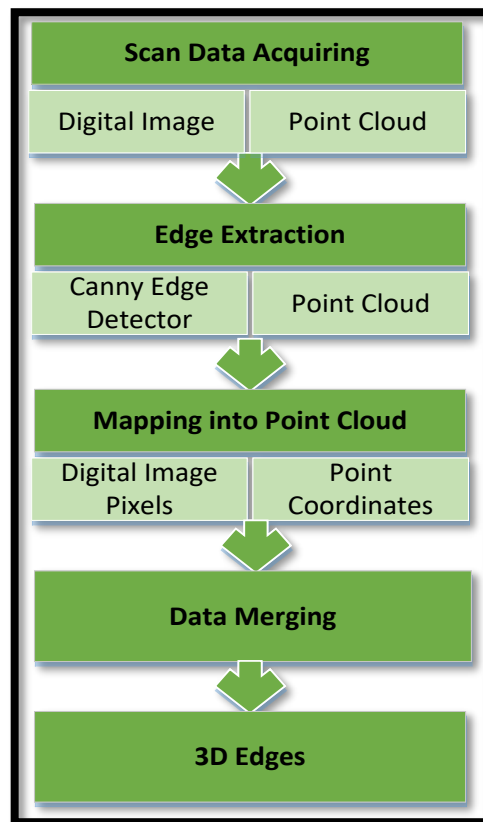 Scan Data Acquiring
Digital Image
Point Cloud
Edge Extraction
Canny Edge
Detector
Point Cloud
Mapping into Point Cloud
Digital Image
Pixels
Point
Coordinates
Data Merging
3D Edges